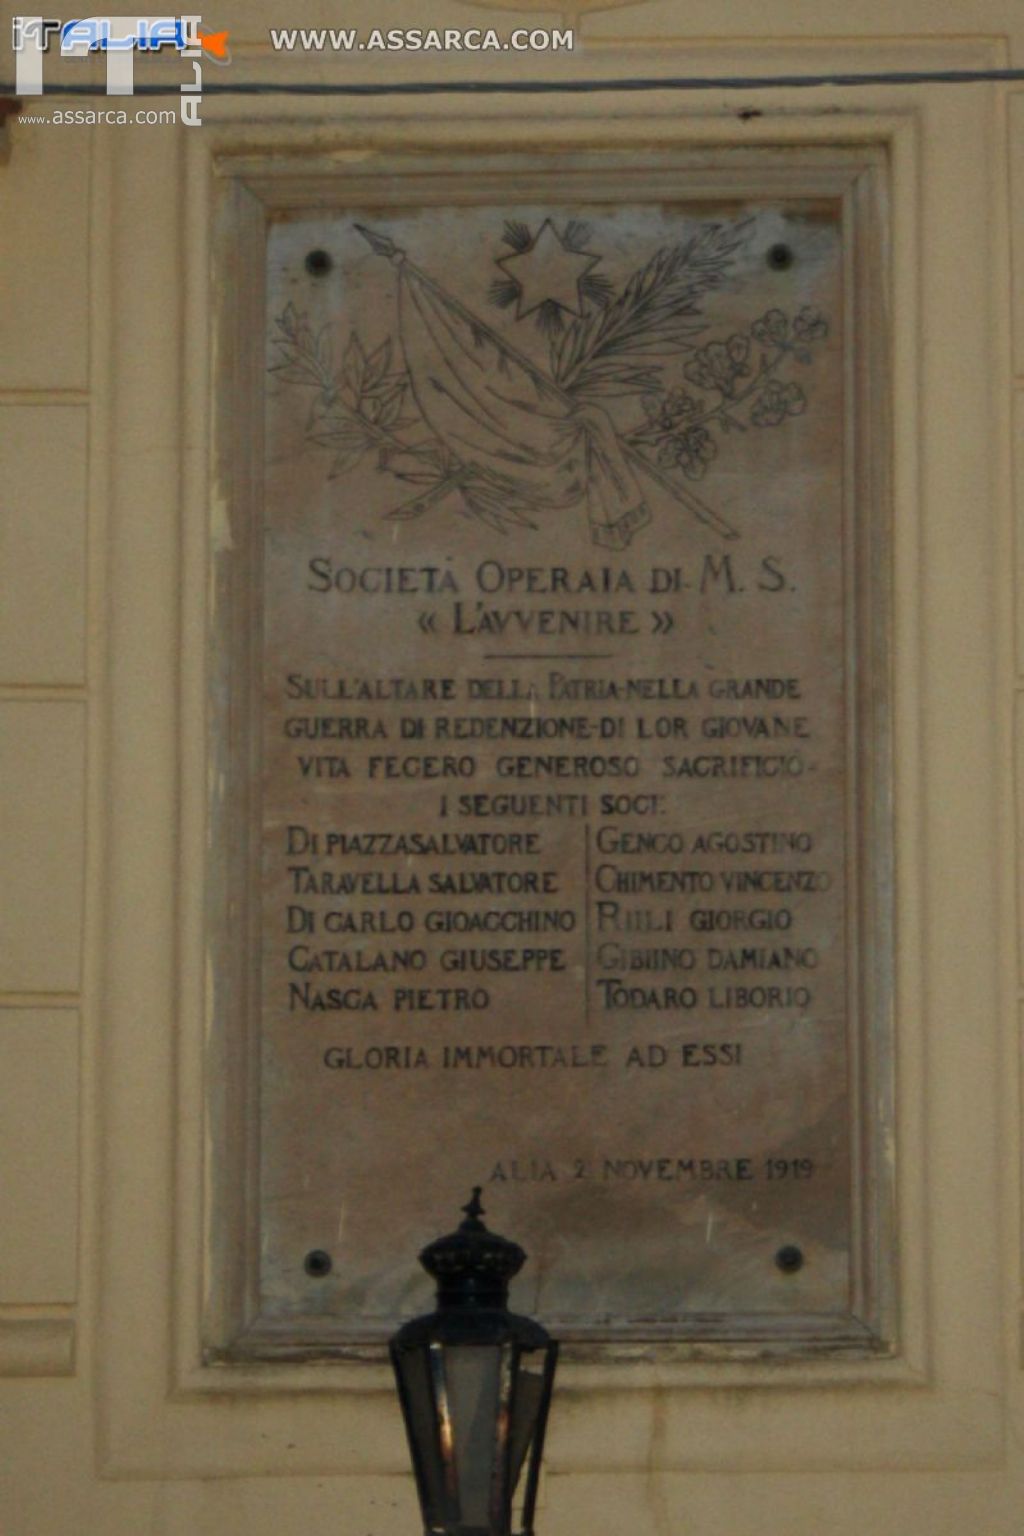 iTALIA
WWW.ASSARCA.COM
IT
ALIA
www.assarca.com
SOCIETÀ OPERAIA DI M. S.
« L'AVVENIRE »
SULL'ALTARE DELLA PATRIA-NELLA GRANDE
GUERRA DI REDENZIONE-DI LOR GIOVANE
VITA FECERO GENEROSO SACRIFICIO-
I SEGUENTI SOCI:
DI PIAZZA SALVATORE
TARAVELLA SALVATORE
DI CARLO GIOACCHINO
CATALANO GIUSEPPE
NASCA PIETRO
GENCO AGOSTINO
CHIMENTO VINCENZO
RIILI GIORGIO
GIBIINO DAMIANO
TODARO LIBORIO
GLORIA IMMORTALE AD ESSI
ALIA 2 NOVEMBRE 1919